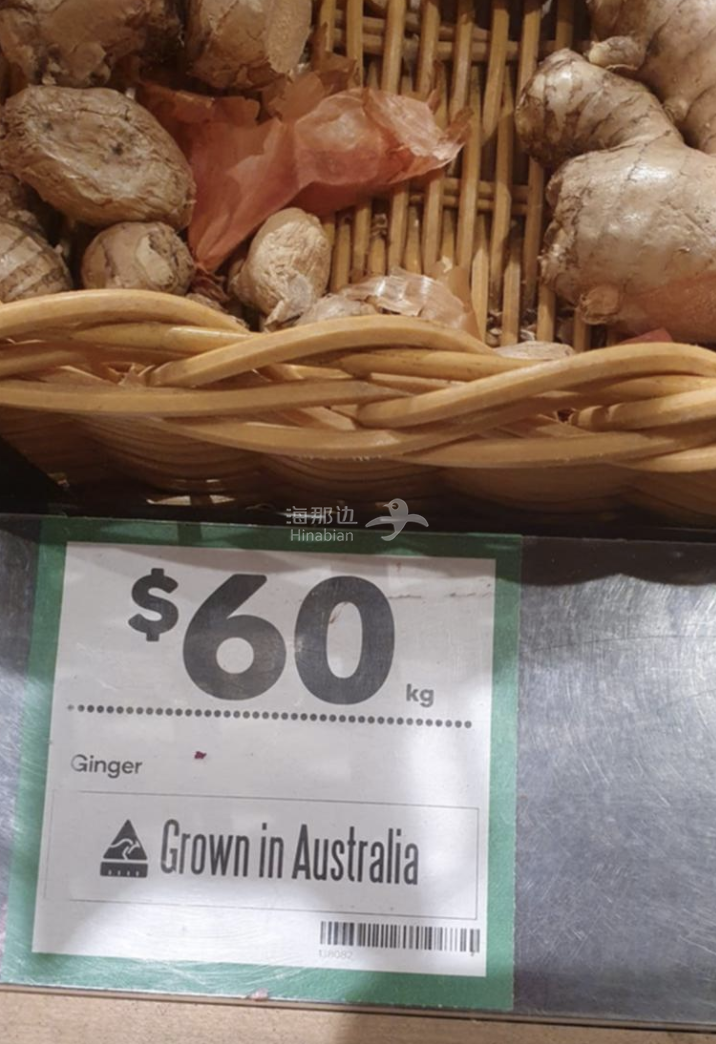 海那边
Hinabian
$60 kg
Ginger
Grown in Australia